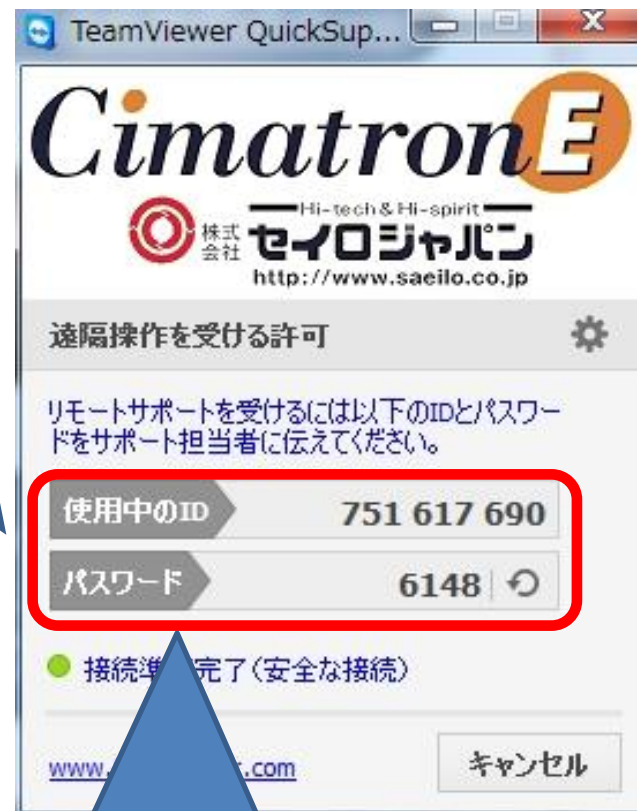 TeamViewer QuickSup...
CimatronE
Hi-tech & Hi-spirit
株式会社 セイロジャパン
http://www.saeilo.co.jp
遠隔操作を受ける許可
リモートサポートを受けるには以下のIDとパスワー
ドをサポート担当者に伝えてください。
使用中のID 751 617 690
パスワード 6148
接続準 完了(安全な接続)
www. .com
キャンセル